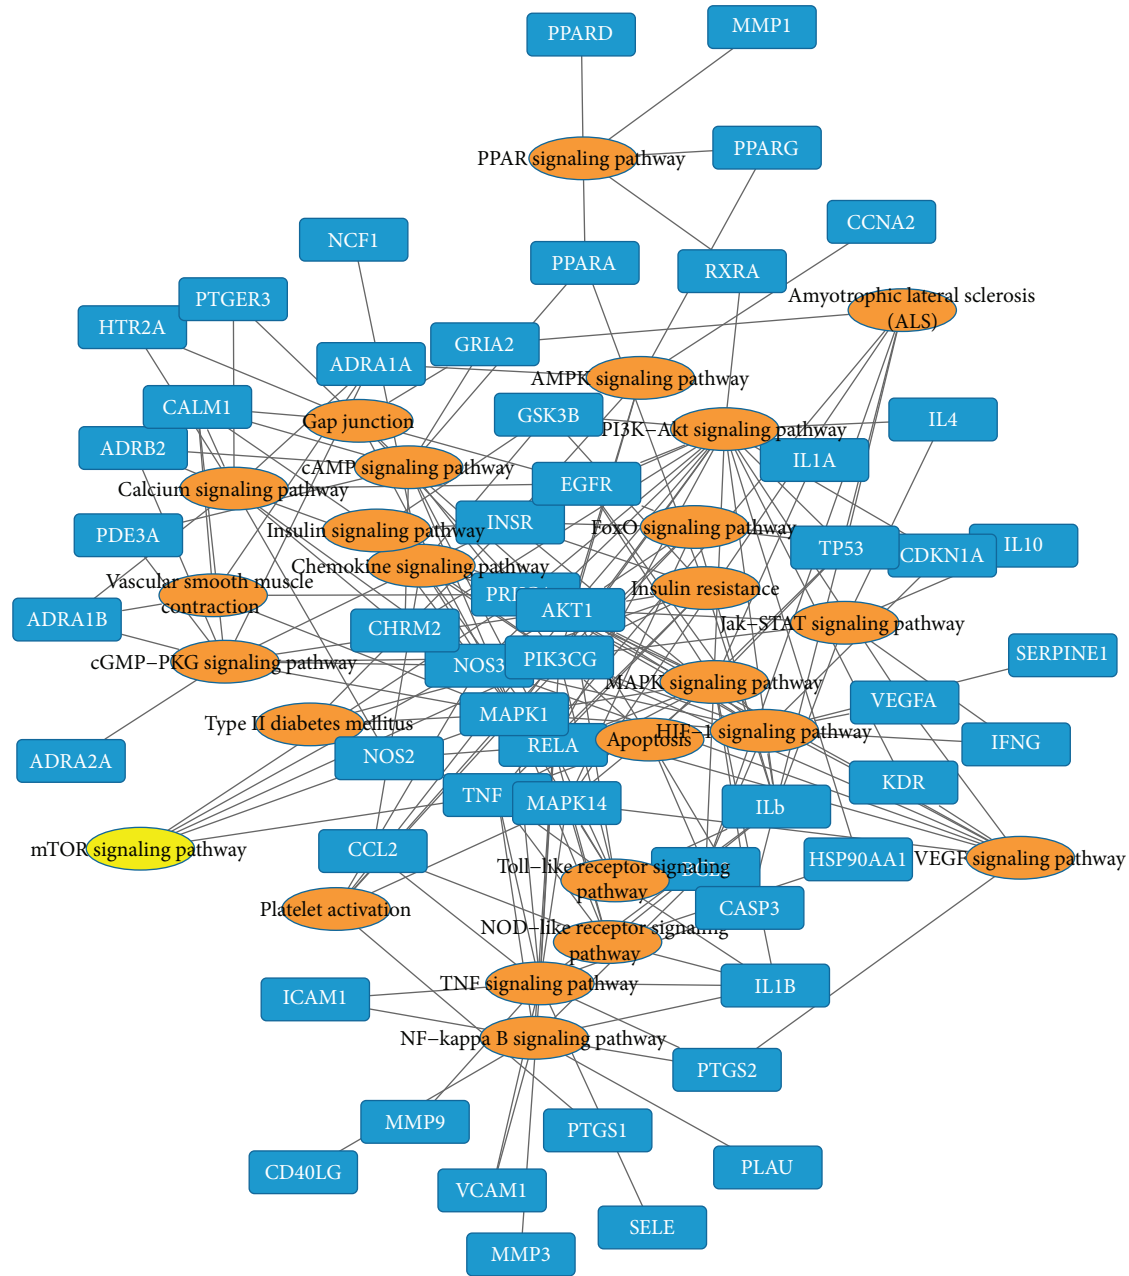 PPARD
MMP1
PPAR signaling pathway
PPARG
CCNA2
NCF1
PPARA
RXRA
PTGER3
HTR2A
Amyotrophic lateral sclerosis
(ALS)
GRIA2
ADRA1A
AMPK signaling pathway
CALM1
Gap junction
GSK3B
PI3K−Akt signaling pathway
IL4
ADRB2
cAMP signaling pathway
IL1A
Calcium signaling pathway
EGFR
PDE3A
Insulin signaling pathway
INSR
FoxO signaling pathway
TP53
CDKN1A
IL10
Chemokine signaling pathway
Vascular smooth muscle
contraction
Insulin resistance
AKT1
ADRA1B
CHRM2
Jak−STAT signaling pathway
cGMP−PKG signaling pathway
NOS3
PIK3CG
SERPINE1
MAPK signaling pathway
VEGFA
Type II diabetes mellitus
MAPK1
HIF−1 signaling pathway
Apoptosis
IFNG
ADRA2A
NOS2
RELA
KDR
TNF
MAPK14
ILb
mTOR signaling pathway
CCL2
Toll−like receptor signaling
pathway
HSP90AA1
VEGF signaling pathway
Platelet activation
CASP3
NOD−like receptor signaling
pathway
TNF signaling pathway
IL1B
ICAM1
NF−kappa B signaling pathway
PTGS2
MMP9
PTGS1
CD40LG
PLAU
VCAM1
SELE
MMP3